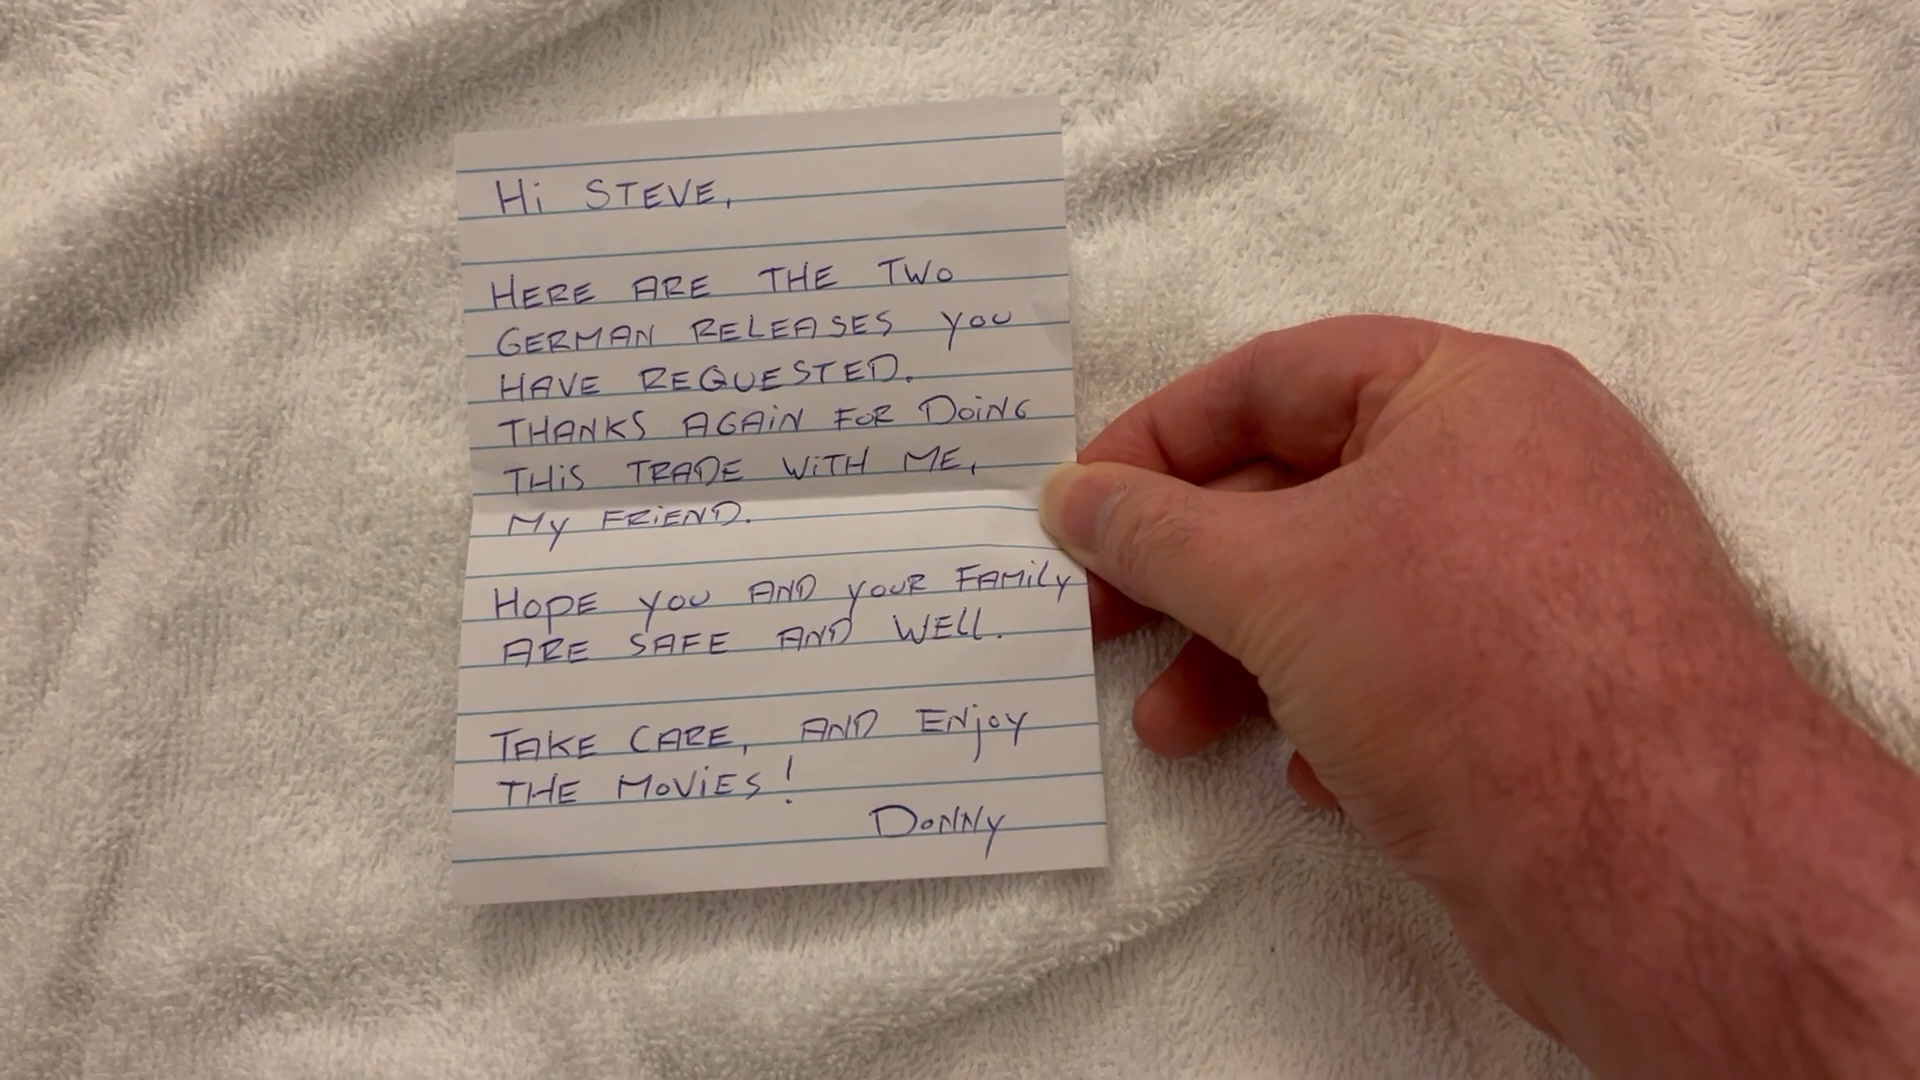 Hi STEVE,
HERE ARE THE TWO
GERMAN RELEASES YOU
HAVE REQUESTED.
THANKS AGAiN FOR DOiNG
THiS TRADE WiTH ME,
MY FRiEND.
HOPE YOU AND YOUR FAMiLY
ARE SAFE AND WELL.
TAKE CARE, AND ENjOY
THE MOViES!
DONNY